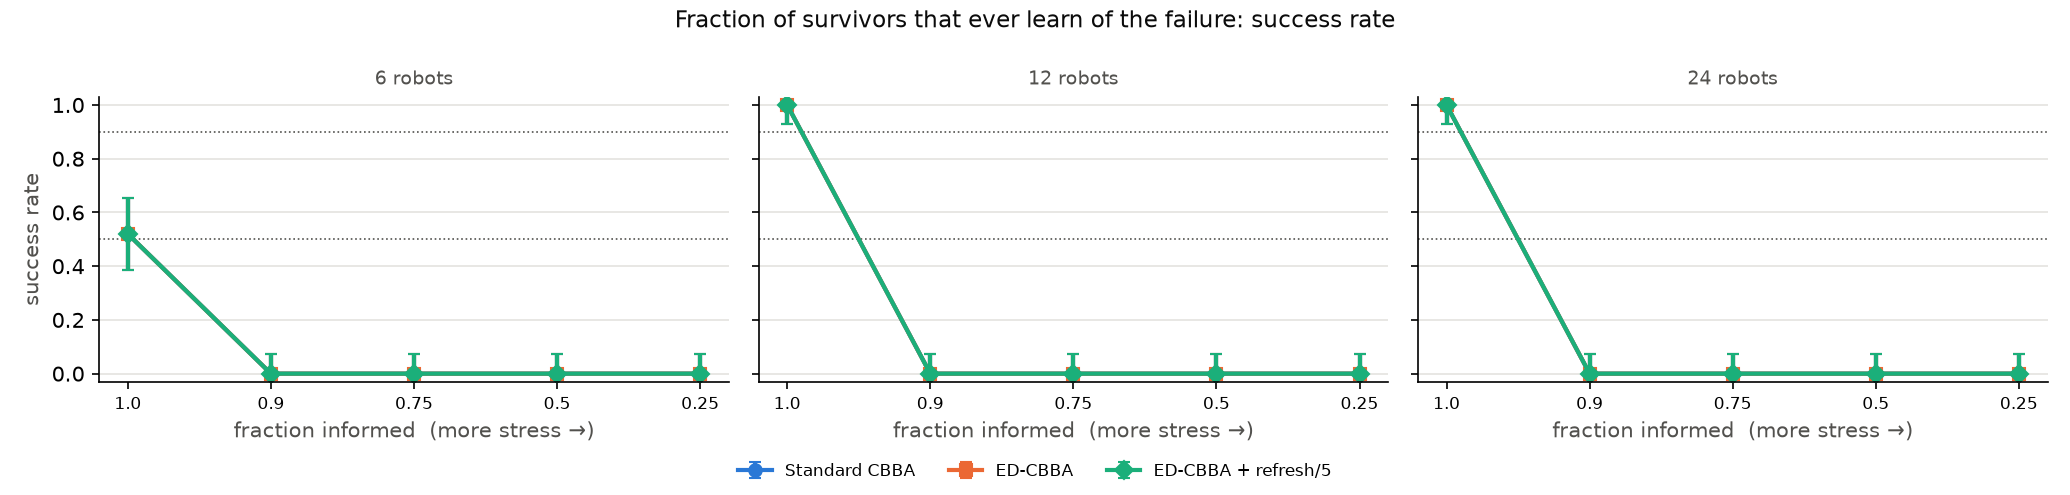 Fraction of survivors that ever learn of the failure: success rate
6 robots
12 robots
24 robots
success rate
1.0
0.8
0.6
0.4
0.2
0.0
1.0 0.9 0.75 0.5 0.25
1.0 0.9 0.75 0.5 0.25
1.0 0.9 0.75 0.5 0.25
fraction informed (more stress →)
fraction informed (more stress →)
fraction informed (more stress →)
Standard CBBA
ED-CBBA
ED-CBBA + refresh/5